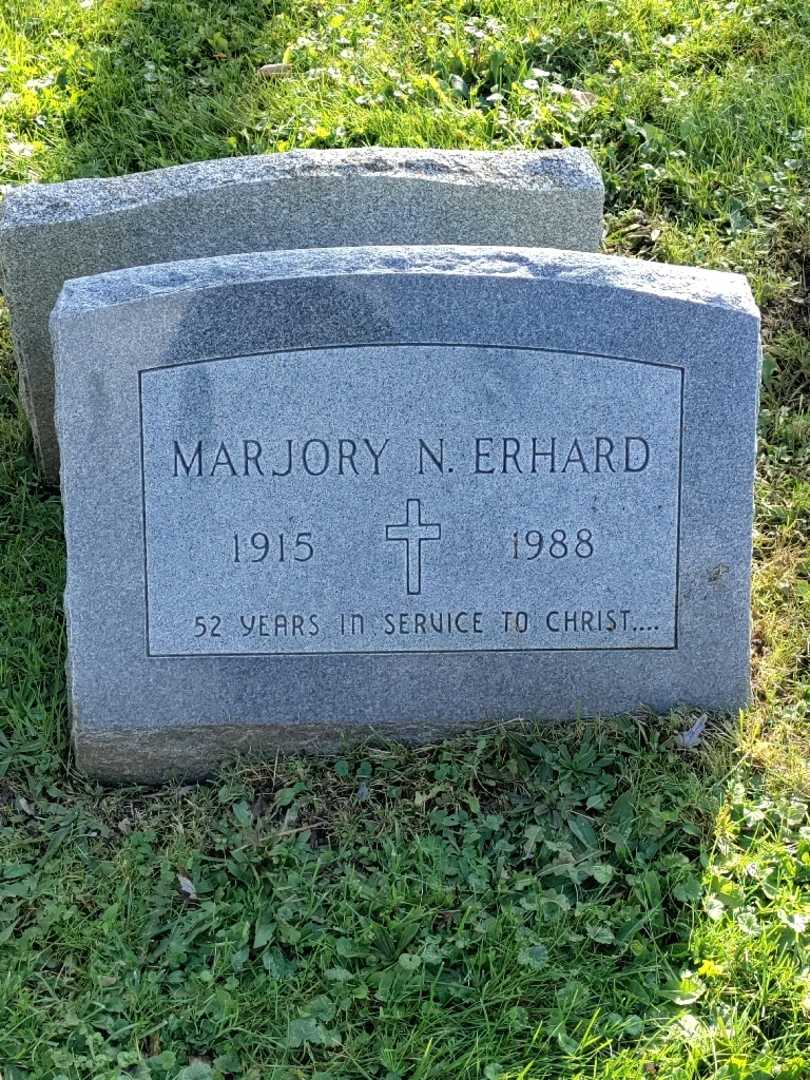 MARJORY N. ERHARD
1915 1988
52 YEARS IN SERVICE TO CHRIST....